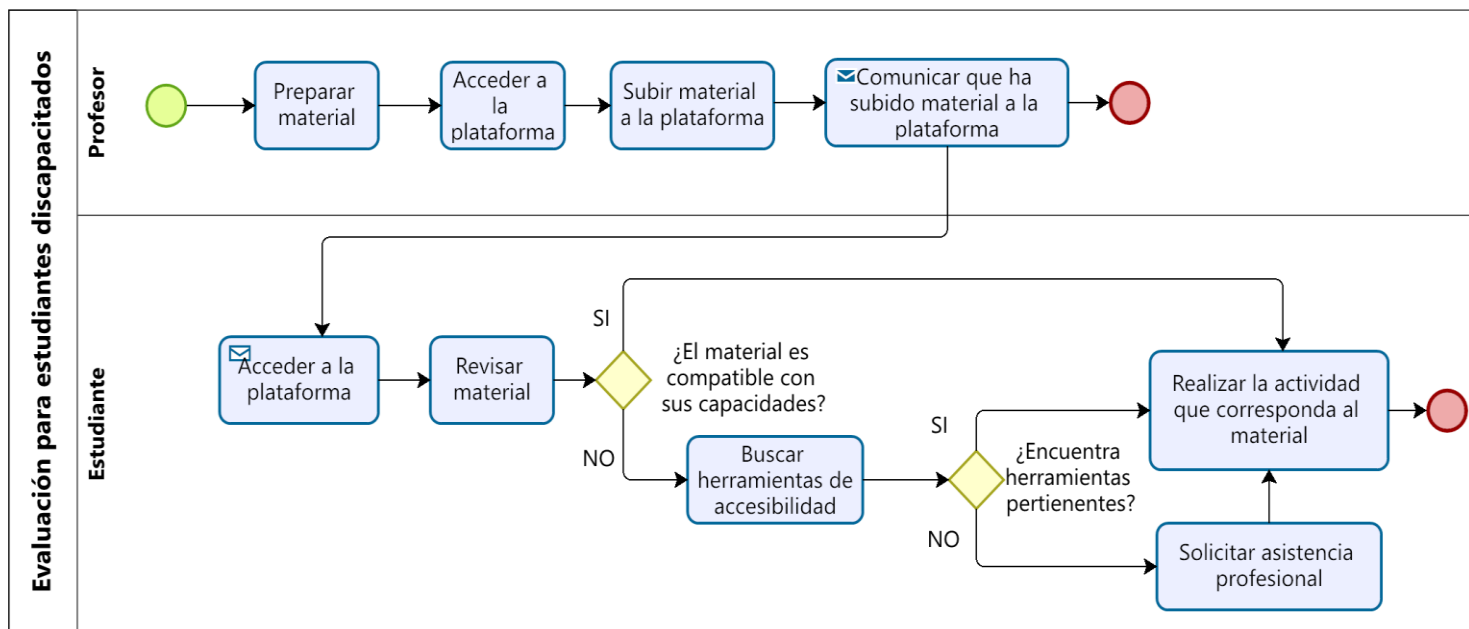 Evaluación para estudiantes discapacitados
Profesor
Preparar
material
Acceder a
la
plataforma
Subir material
a la plataforma
Comunicar que ha
subido material a la
plataforma
Estudiante
Acceder a la
plataforma
Revisar
material
SI
NO
¿El material es
compatible con
sus capacidades?
Buscar
herramientas de
accesibilidad
SI
NO
¿Encuentra
herramientas
pertienentes?
Realizar la actividad
que corresponda al
material
Solicitar asistencia
profesional